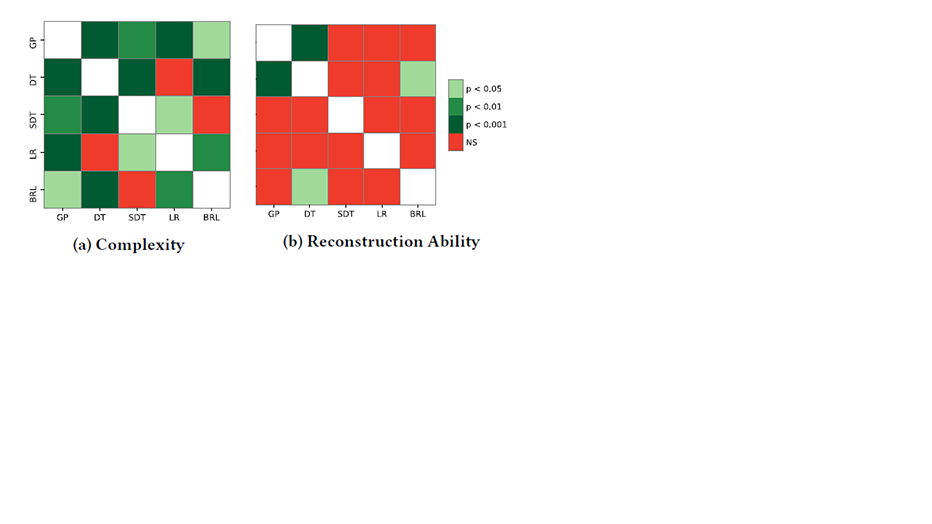 GP
DT
SDT
LR
BRL
GP DT SDT LR BRL
(a) Complexity
GP DT SDT LR BRL
(b) Reconstruction Ability
p < 0.05
p < 0.01
p < 0.001
NS